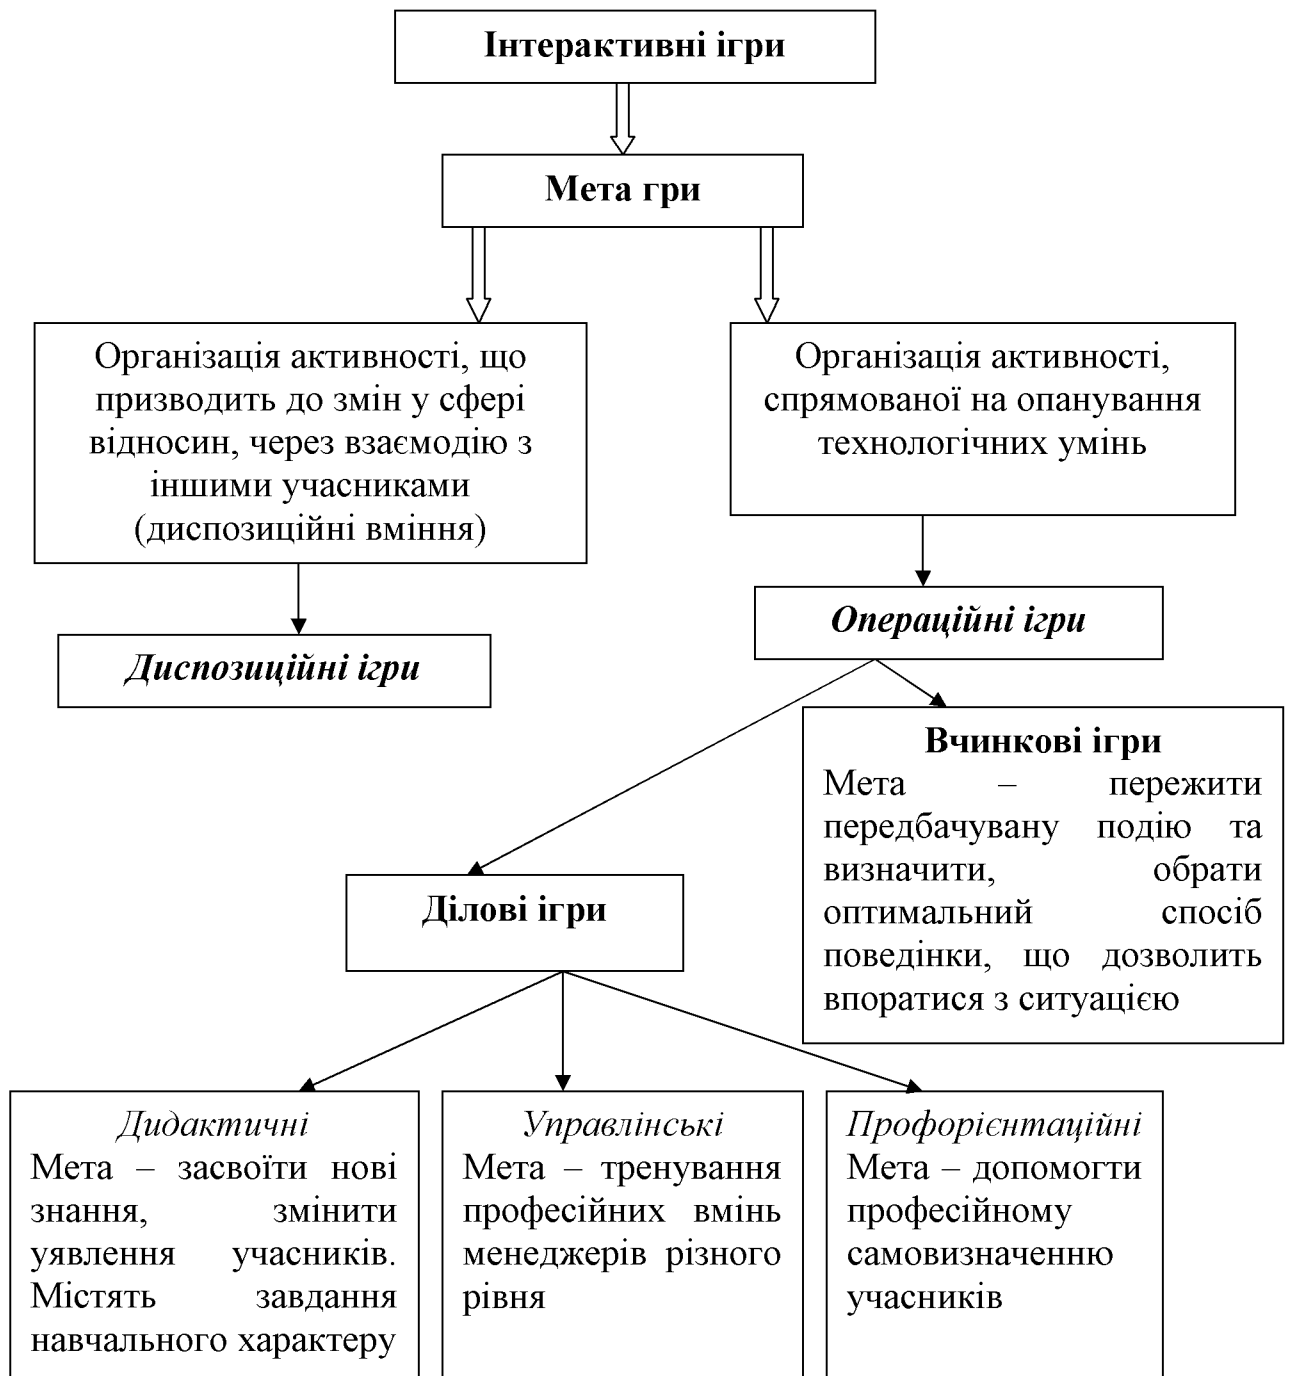 Інтерактивні ігри
Мета гри
Організація активності, що
призводить до змін у сфері
відносин, через взаємодію з
іншими учасниками
(диспозиційні вміння)
Організація активності,
спрямованої на опанування
технологічних умінь
Операційні ігри
Диспозиційні ігри
Вчинкові ігри
Мета – пережити
передбачувану подію та
визначити, обрати
оптимальний спосіб
поведінки, що дозволить
впоратися з ситуацією
Ділові ігри
Дидактичні
Мета – засвоїти нові
знання, змінити
уявлення учасників.
Містять завдання
навчального характеру
Управлінські
Мета – тренування
професійних вмінь
менеджерів різного
рівня
Профорієнтаційні
Мета – допомогти
професійному
самовизначенню
учасників